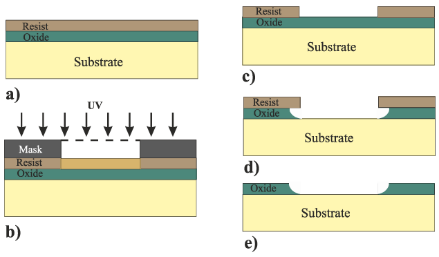 Resist
Oxide
Substrate
a)
UV
Mask
Resist
Oxide
b)
Resist
Oxide
Substrate
c)
Resist
Oxide
Substrate
d)
Oxide
Substrate
e)